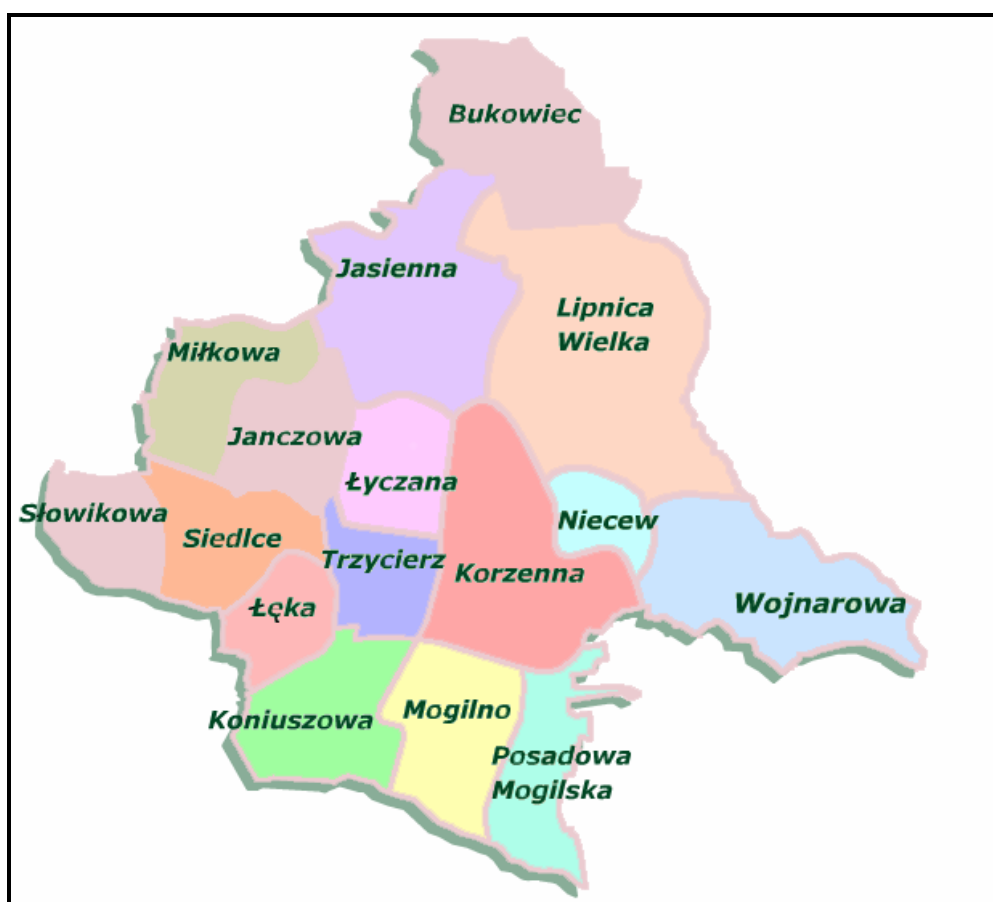 Bukowiec
Jasienna
Lipnica
Wielka
Miłkowa
Janczowa
Łyczana
Słowikowa
Siedlce
Niecew
Trzycierz
Korzenna
Łęka
Wojnarowa
Koniuszowa
Mogilno
Posadowa
Mogilska